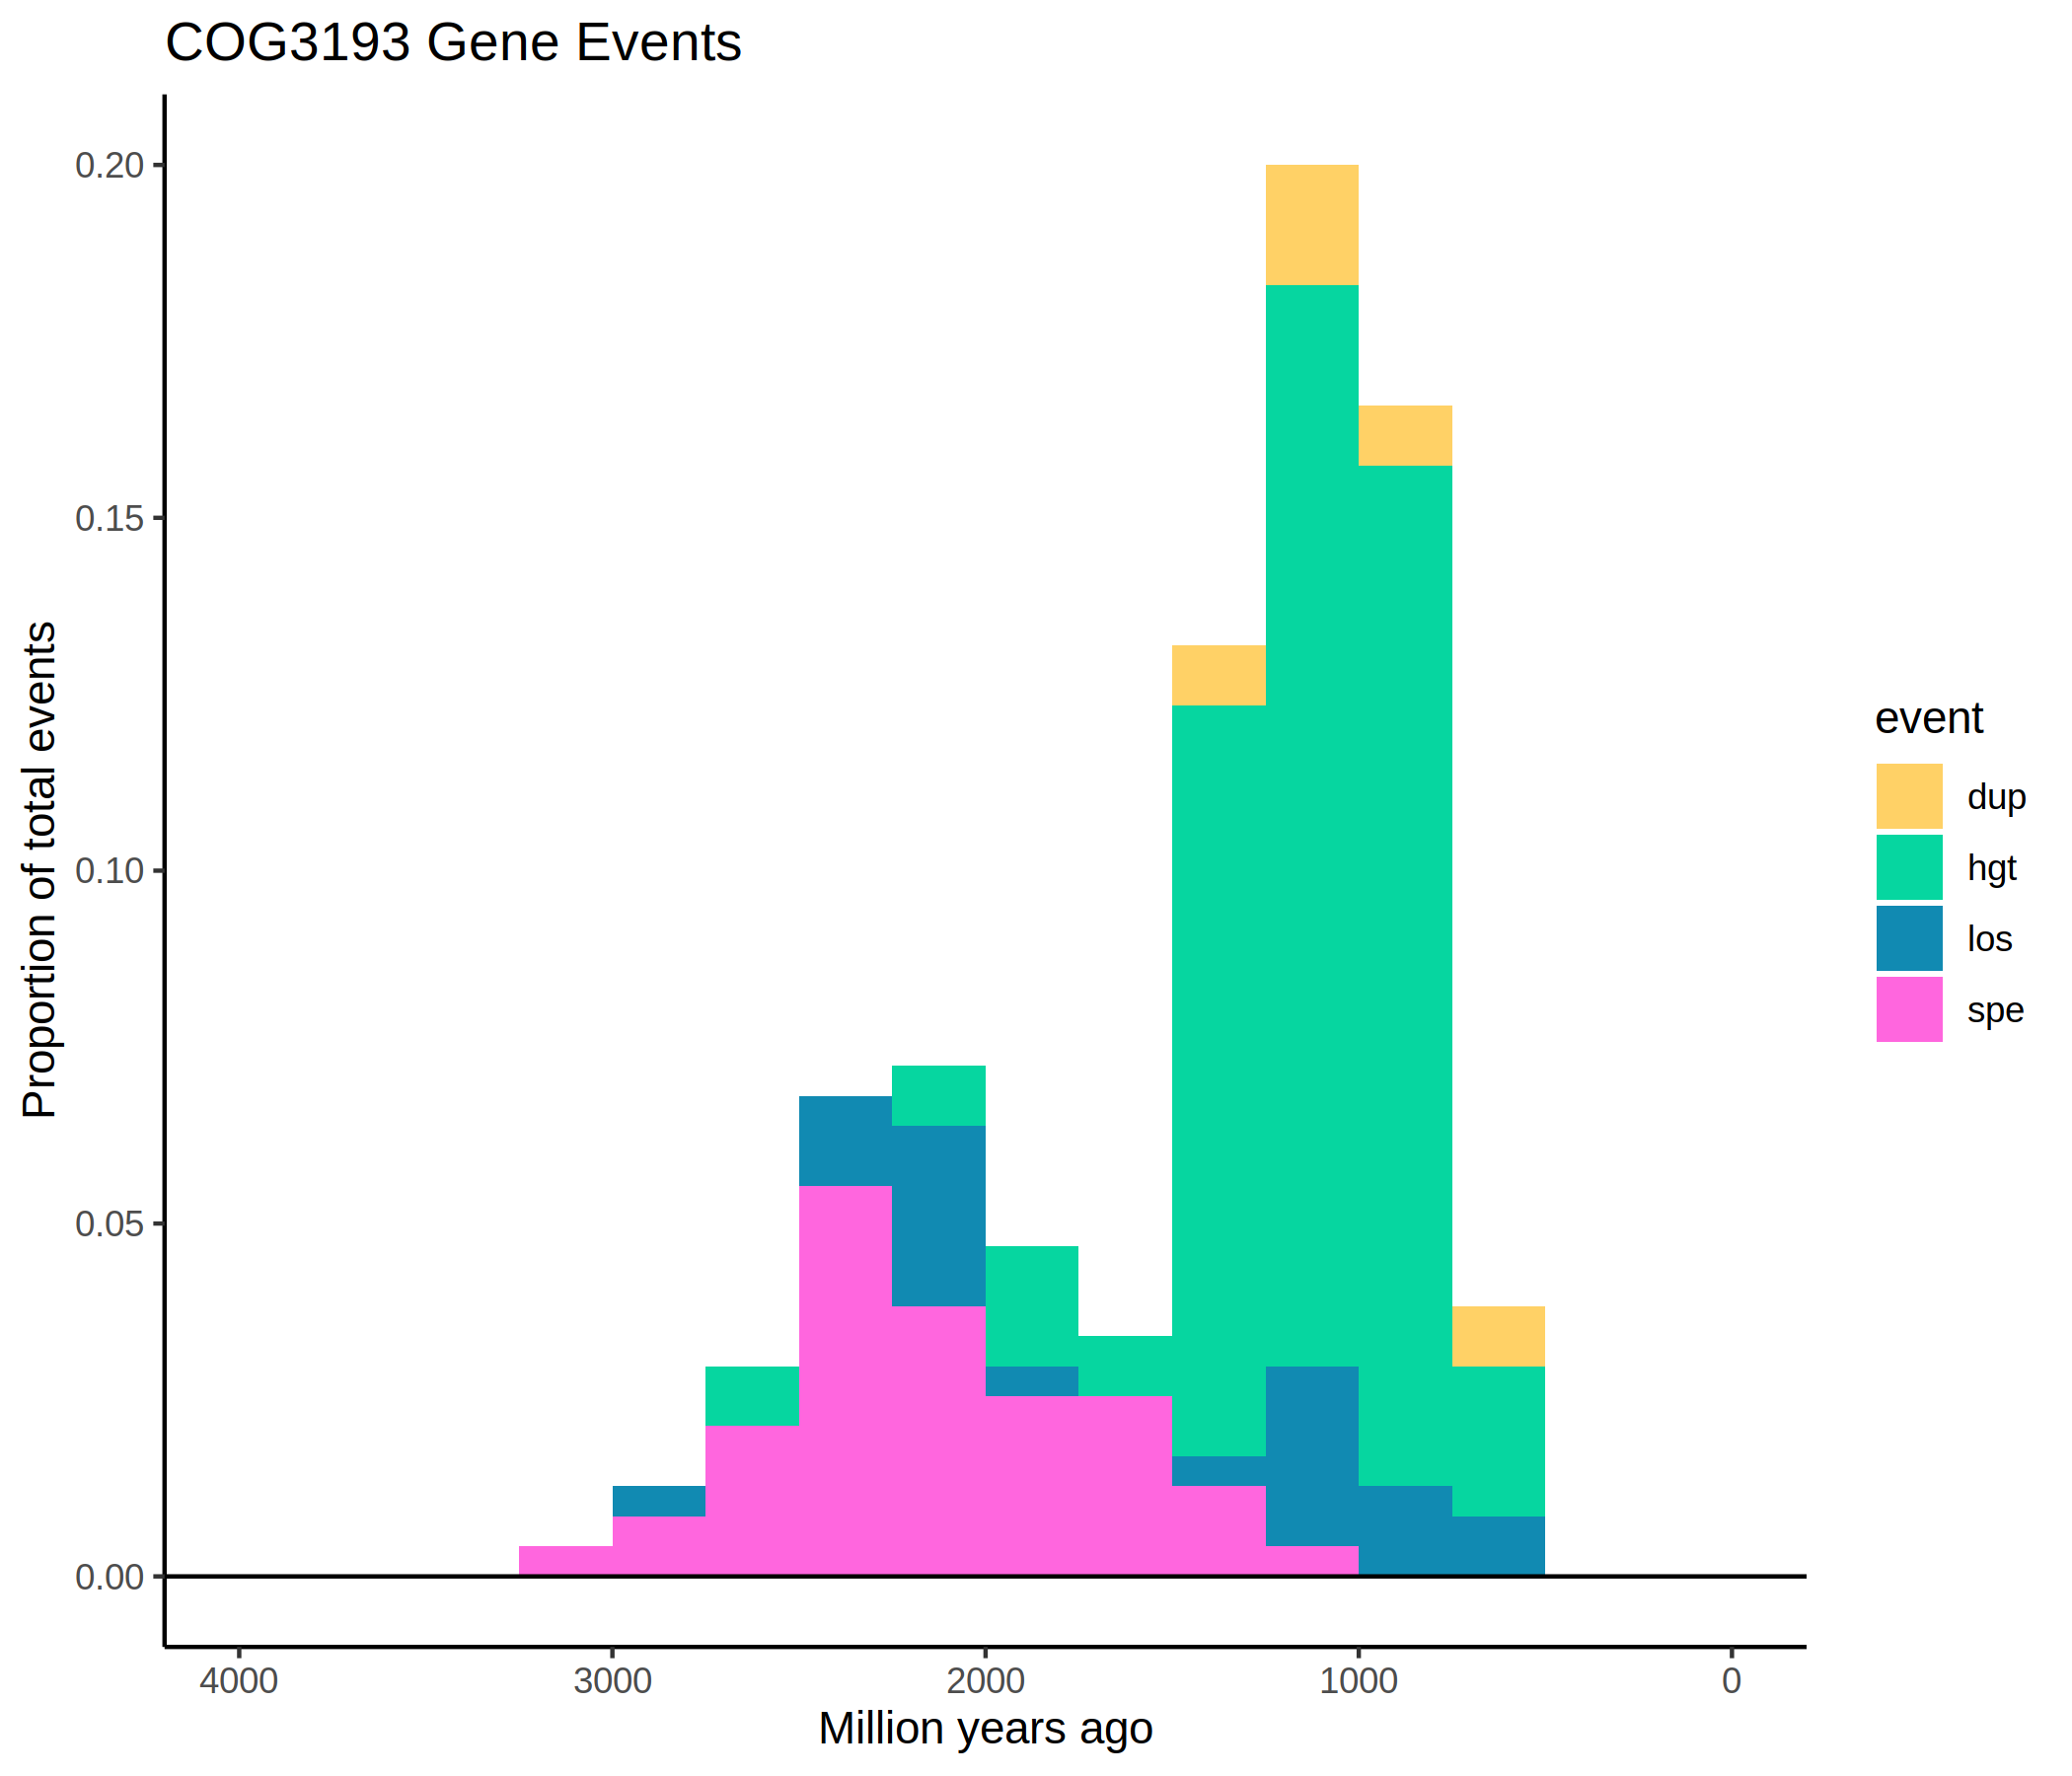 COG3193 Gene Events
Proportion of total events
0.20
0.15
0.10
0.05
0.00
4000 3000 2000 1000 0
Million years ago
event
dup
hgt
los
spe